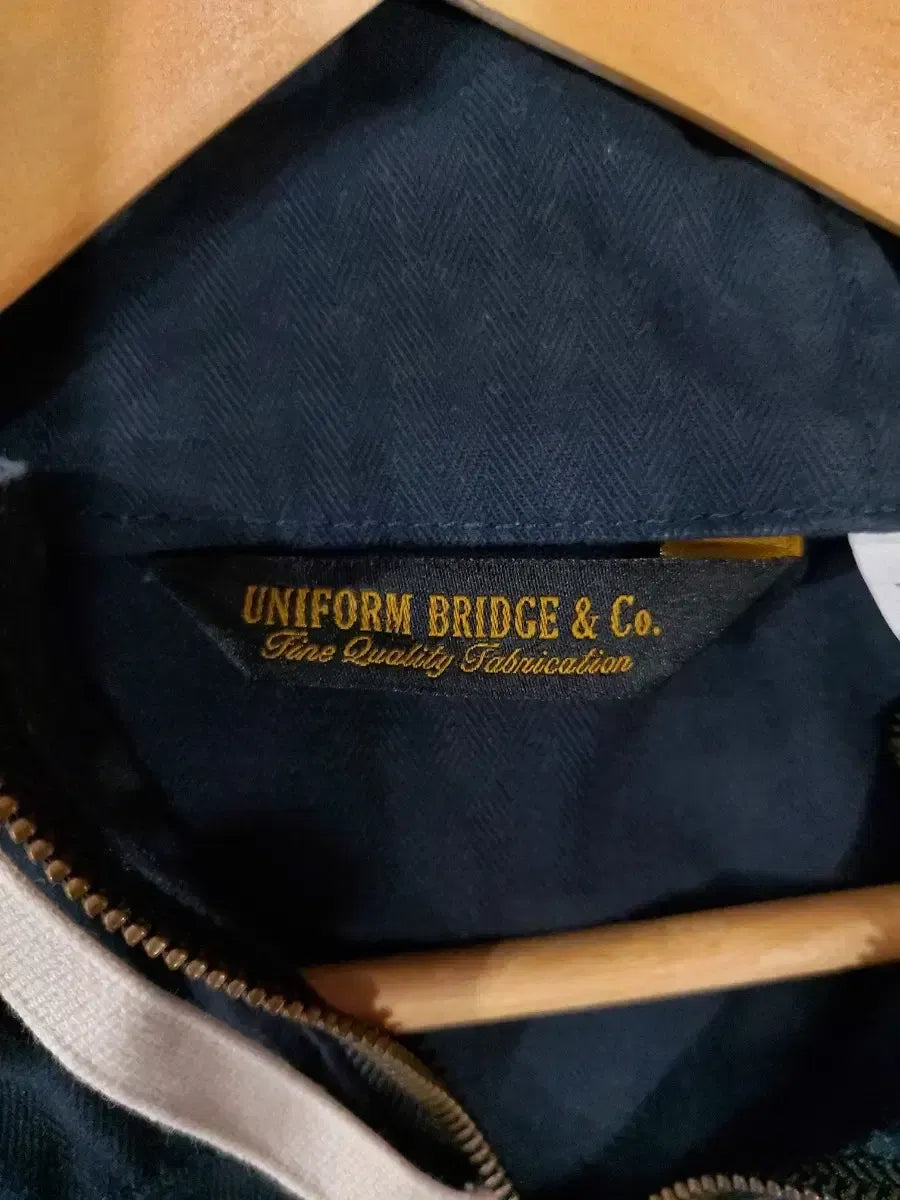 UNIFORM BRIDGE & Co.
Fine Quality Fabrication